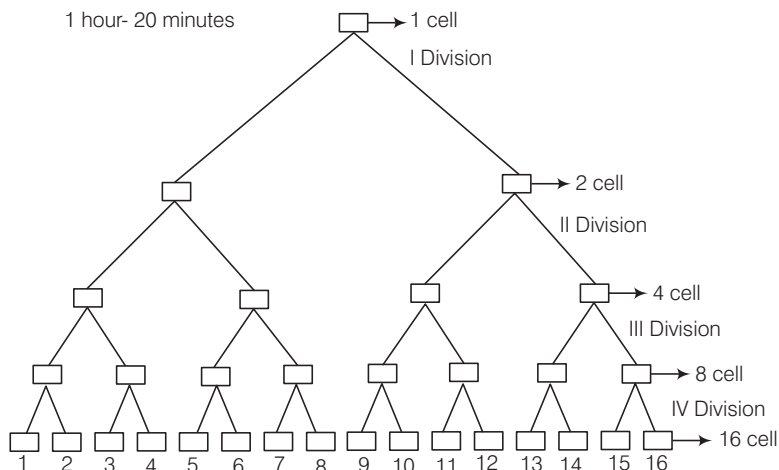 1 hour- 20 minutes
1 cell
I Division
2 cell
II Division
4 cell
III Division
8 cell
IV Division
16 cell
1 2 3 4 5 6 7 8 9 10 11 12 13 14 15 16